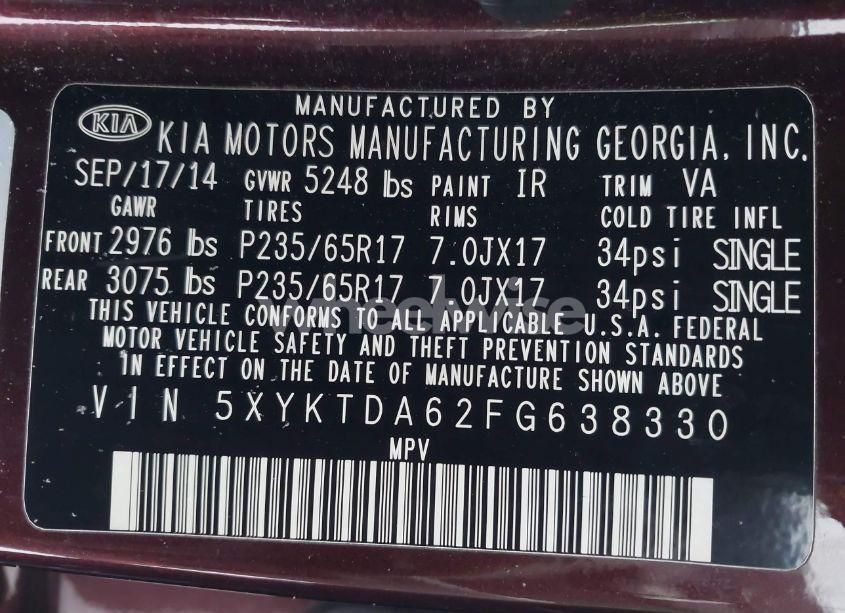 MANUFACTURED BY
KIA KIA MOTORS MANUFACTURING GEORGIA, INC.
SEP/17/14 GVWR 5248 lbs PAINT IR TRIM VA
GAWR TIRES RIMS COLD TIRE INFL
FRONT 2976 lbs P235/65R17 7.0JX17 34psi SINGLE
REAR 3075 lbs P235/65R17 7.0JX17 34psi SINGLE
THIS VEHICLE CONFORMS TO ALL APPLICABLE U.S.A. FEDERAL
MOTOR VEHICLE SAFETY AND THEFT PREVENTION STANDARDS
IN EFFECT ON THE DATE OF MANUFACTURE SHOWN ABOVE
VIN 5XYKTDA62FG638330
MPV